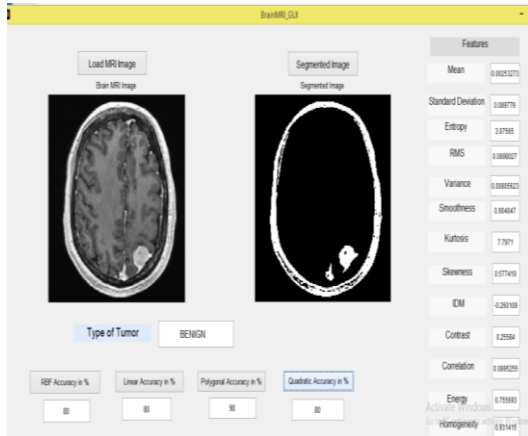 BrainMRI_GUI
Load MRI Image
Brain MRI Image
Segmented Image
Segmented Image
Type of Tumor BENIGN
RBF Accuracy in % Linear Accuracy in % Polygonal Accuracy in % Quadratic Accuracy in %
80 80 90 80
Features
Mean 0.00253273
Standard Deviation 0.089779
Entropy 3.07565
RMS 0.0898027
Variance 0.00805623
Smoothness 0.904047
Kurtosis 7.7971
Skewness 0.577419
IDM -0.260109
Contrast 0.25584
Correlation 0.0895255
Energy 0.755693
Homogeneity 0.931415
Activate Windows